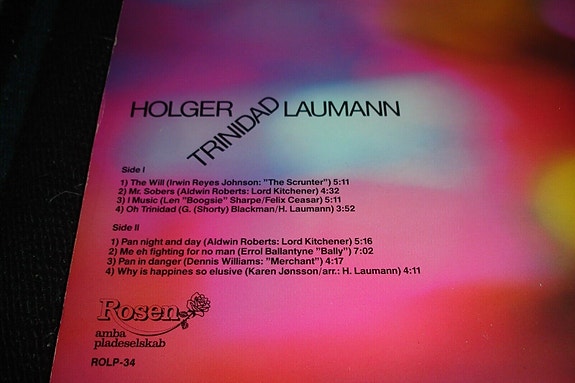 HOLGER TRINIDAD LAUMANN
Side I
1) The Will (Irwin Reyes Johnson: "The Scrunter") 5:11
2) Mr. Sobers (Aldwin Roberts: Lord Kitchener) 4:32
3) I Music (Len "Boogsie" Sharpe/Felix Ceasar) 5:11
4) Oh Trinidad (G. (Shorty) Blackman/H. Laumann) 3:52
Side II
1) Pan night and day (Aldwin Roberts: Lord Kitchener) 5:16
2) Me eh fighting for no man (Errol Ballantyne "Bally") 7:02
3) Pan in danger (Dennis Williams: "Merchant") 4:17
4) Why is happines so elusive (Karen Jønsson/arr.: H. Laumann) 4:11
Rosen
amba
pladeselskab
ROLP-34